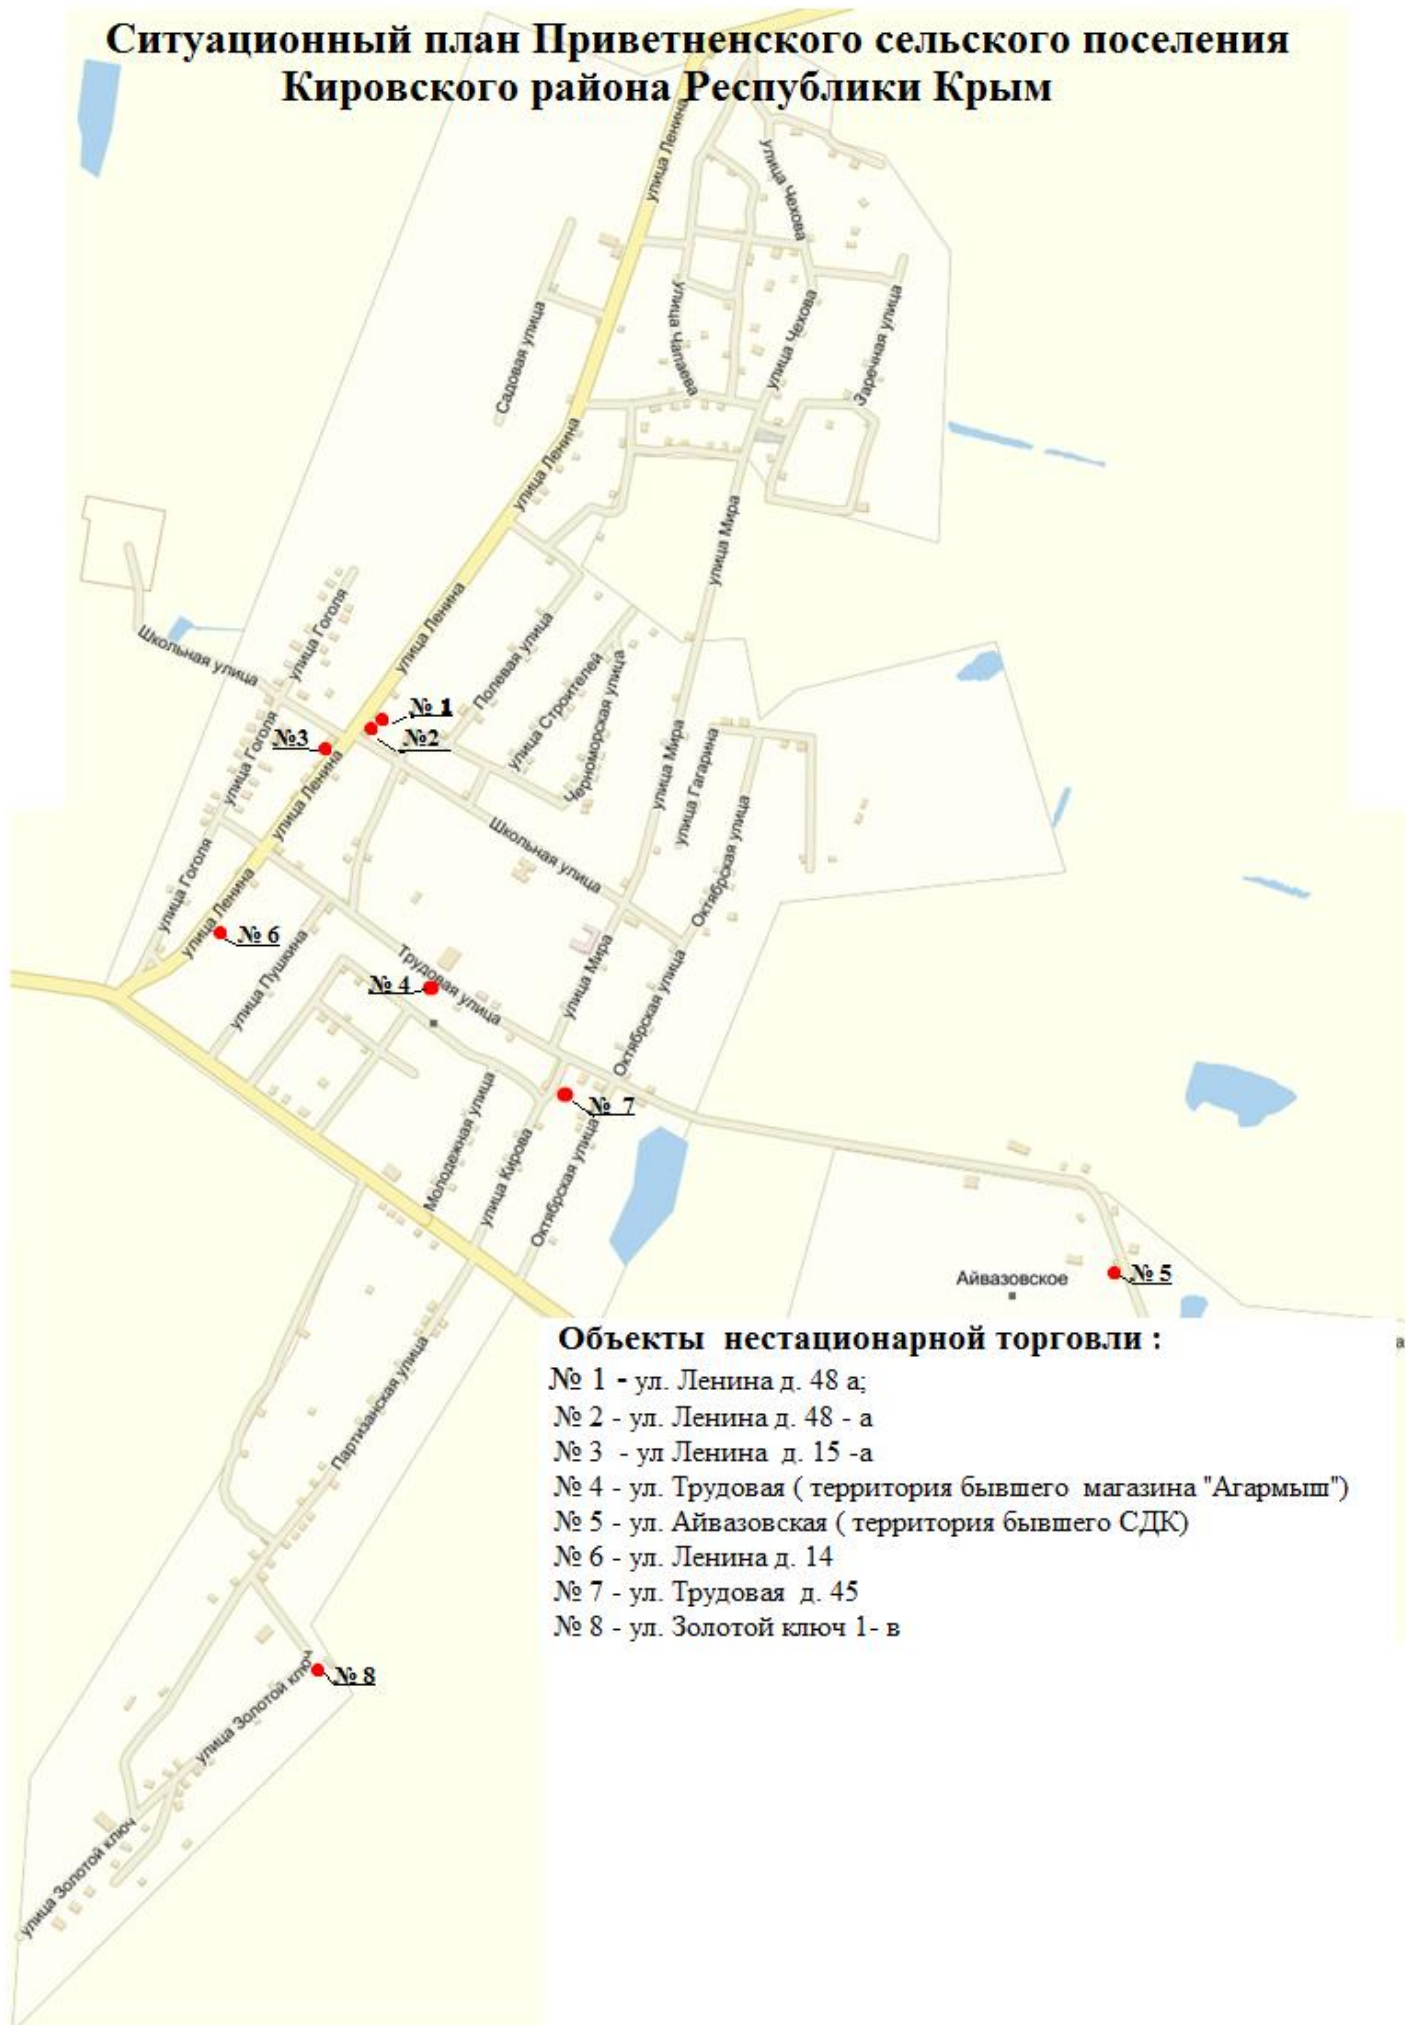 Ситуационный план Приветненского сельского поселения
Кировского района Республики Крым
улица Ленина
улица Чехова
улица Чехова
улица Чапаева
Заречная улица
Садовая улица
улица Ленина
улица Мира
улица Гоголя
Школьная улица
улица Ленина
Полевая улица
улица Строителей
Черноморская улица
№ 1
№2
№3
улица Гоголя
улица Ленина
улица Мира
улица Гагарина
Октябрьская улица
Школьная улица
улица Гоголя
улица Ленина
№ 6
улица Пушкина
Трудовая улица
№ 4
улица Мира
Октябрьская улица
№ 7
Молодежная улица
улица Кирова
Октябрьская улица
Айвазовское
№ 5
Партизанская улица
Объекты нестационарной торговли :
№ 1 - ул. Ленина д. 48 а;
№ 2 - ул. Ленина д. 48 - а
№ 3 - ул Ленина д. 15 -а
№ 4 - ул. Трудовая ( территория бывшего магазина "Агармыш")
№ 5 - ул. Айвазовская ( территория бывшего СДК)
№ 6 - ул. Ленина д. 14
№ 7 - ул. Трудовая д. 45
№ 8 - ул. Золотой ключ 1- в
№ 8
улица Золотой ключ
улица Золотой ключ